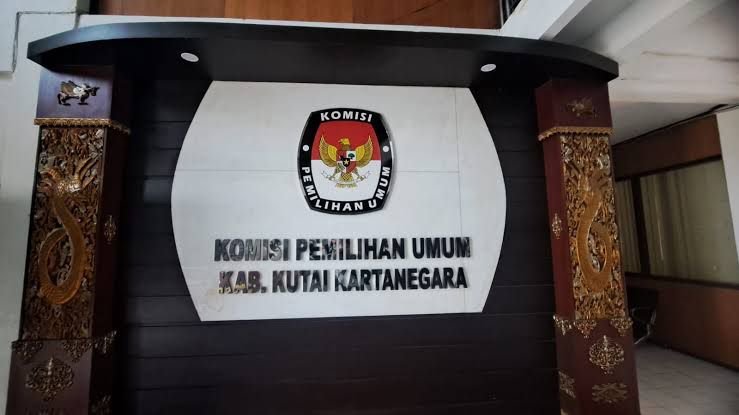 KOMISI
PEMILIHAN UMUM
KOMISI PEMILIHAN UMUM
KAB. KUTAI KARTANEGARA